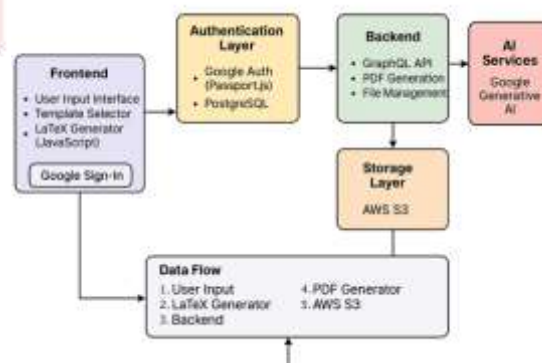 Frontend
• User Input Interface
• Template Selector
• LaTeX Generator
(JavaScript)
Google Sign-In
Authentication
Layer
• Google Auth
(Passport.js)
• PostgreSQL
Backend
• GraphQL API
• PDF Generation
• File Management
AI
Services
Google
Generative
AI
Storage
Layer
AWS S3
Data Flow
1. User Input
2. LaTeX Generator
3. Backend
4. PDF Generator
5. AWS S3